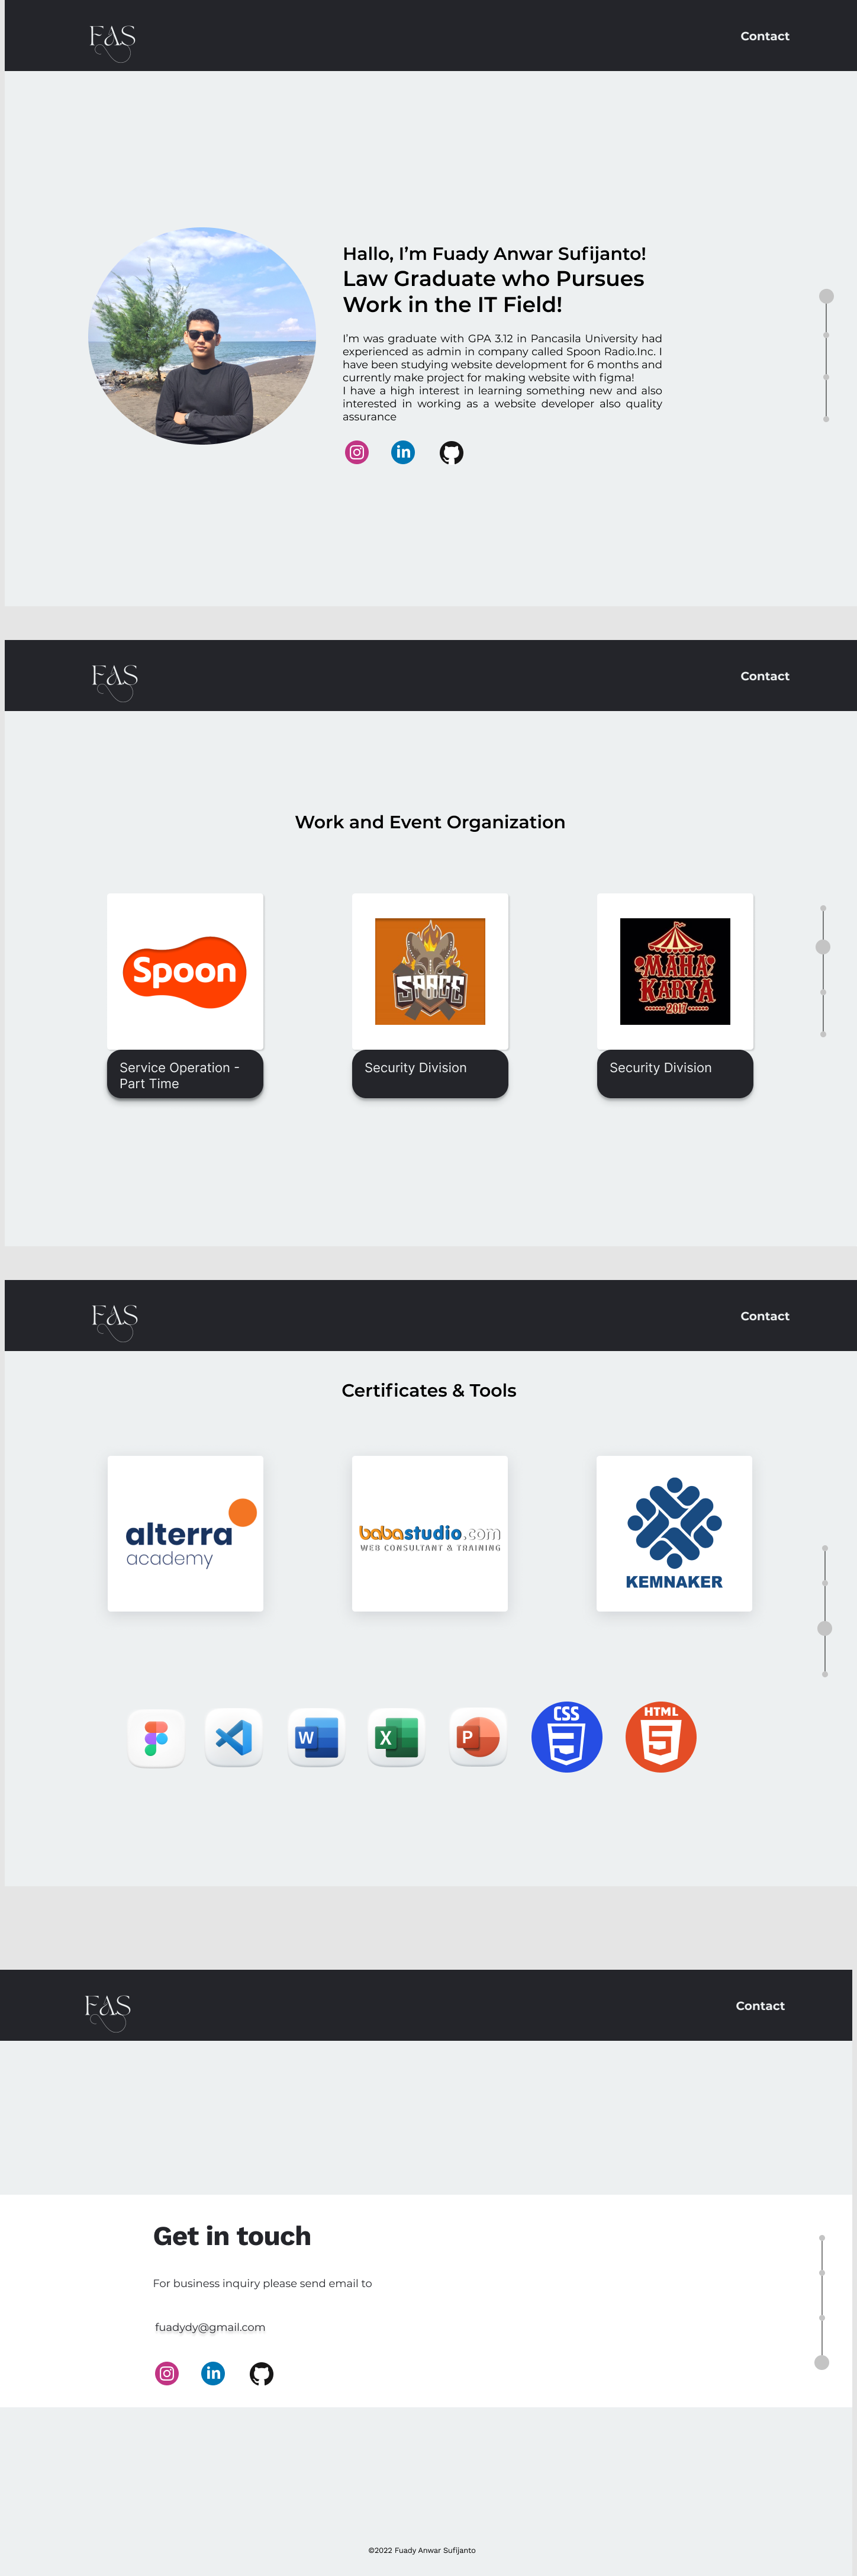 FAS
Contact
Hallo, I’m Fuady Anwar Sufijanto!
Law Graduate who Pursues
Work in the IT Field!
I’m was graduate with GPA 3.12 in Pancasila University had
experienced as admin in company called Spoon Radio.Inc. I
have been studying website development for 6 months and
currently make project for making website with figma!
I have a high interest in learning something new and also
interested in working as a website developer also quality
assurance
in
FAS
Contact
Work and Event Organization
Spoon
SPACE
MAHA
KARYA
2017
Service Operation -
Part Time
Security Division
Security Division
FAS
Contact
Certificates & Tools
alterra
academy
babastudio.com
WEB CONSULTANT & TRAINING
KEMNAKER
W
X
P
CSS
3
HTML
5
FAS
Contact
Get in touch
For business inquiry please send email to
fuadydy@gmail.com
in
©2022 Fuady Anwar Sufijanto